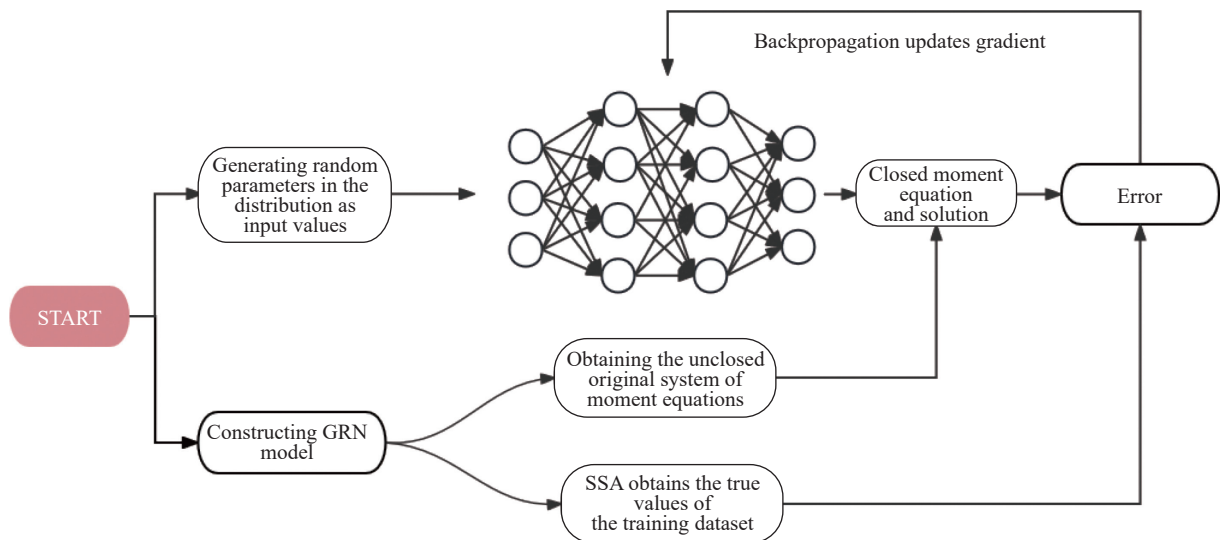 Backpropagation updates gradient
Generating random
parameters in the
distribution as
input values
Closed moment
equation
and solution
Error
START
Obtaining the unclosed
original system of
moment equations
Constructing GRN
model
SSA obtains the true
values of
the training dataset